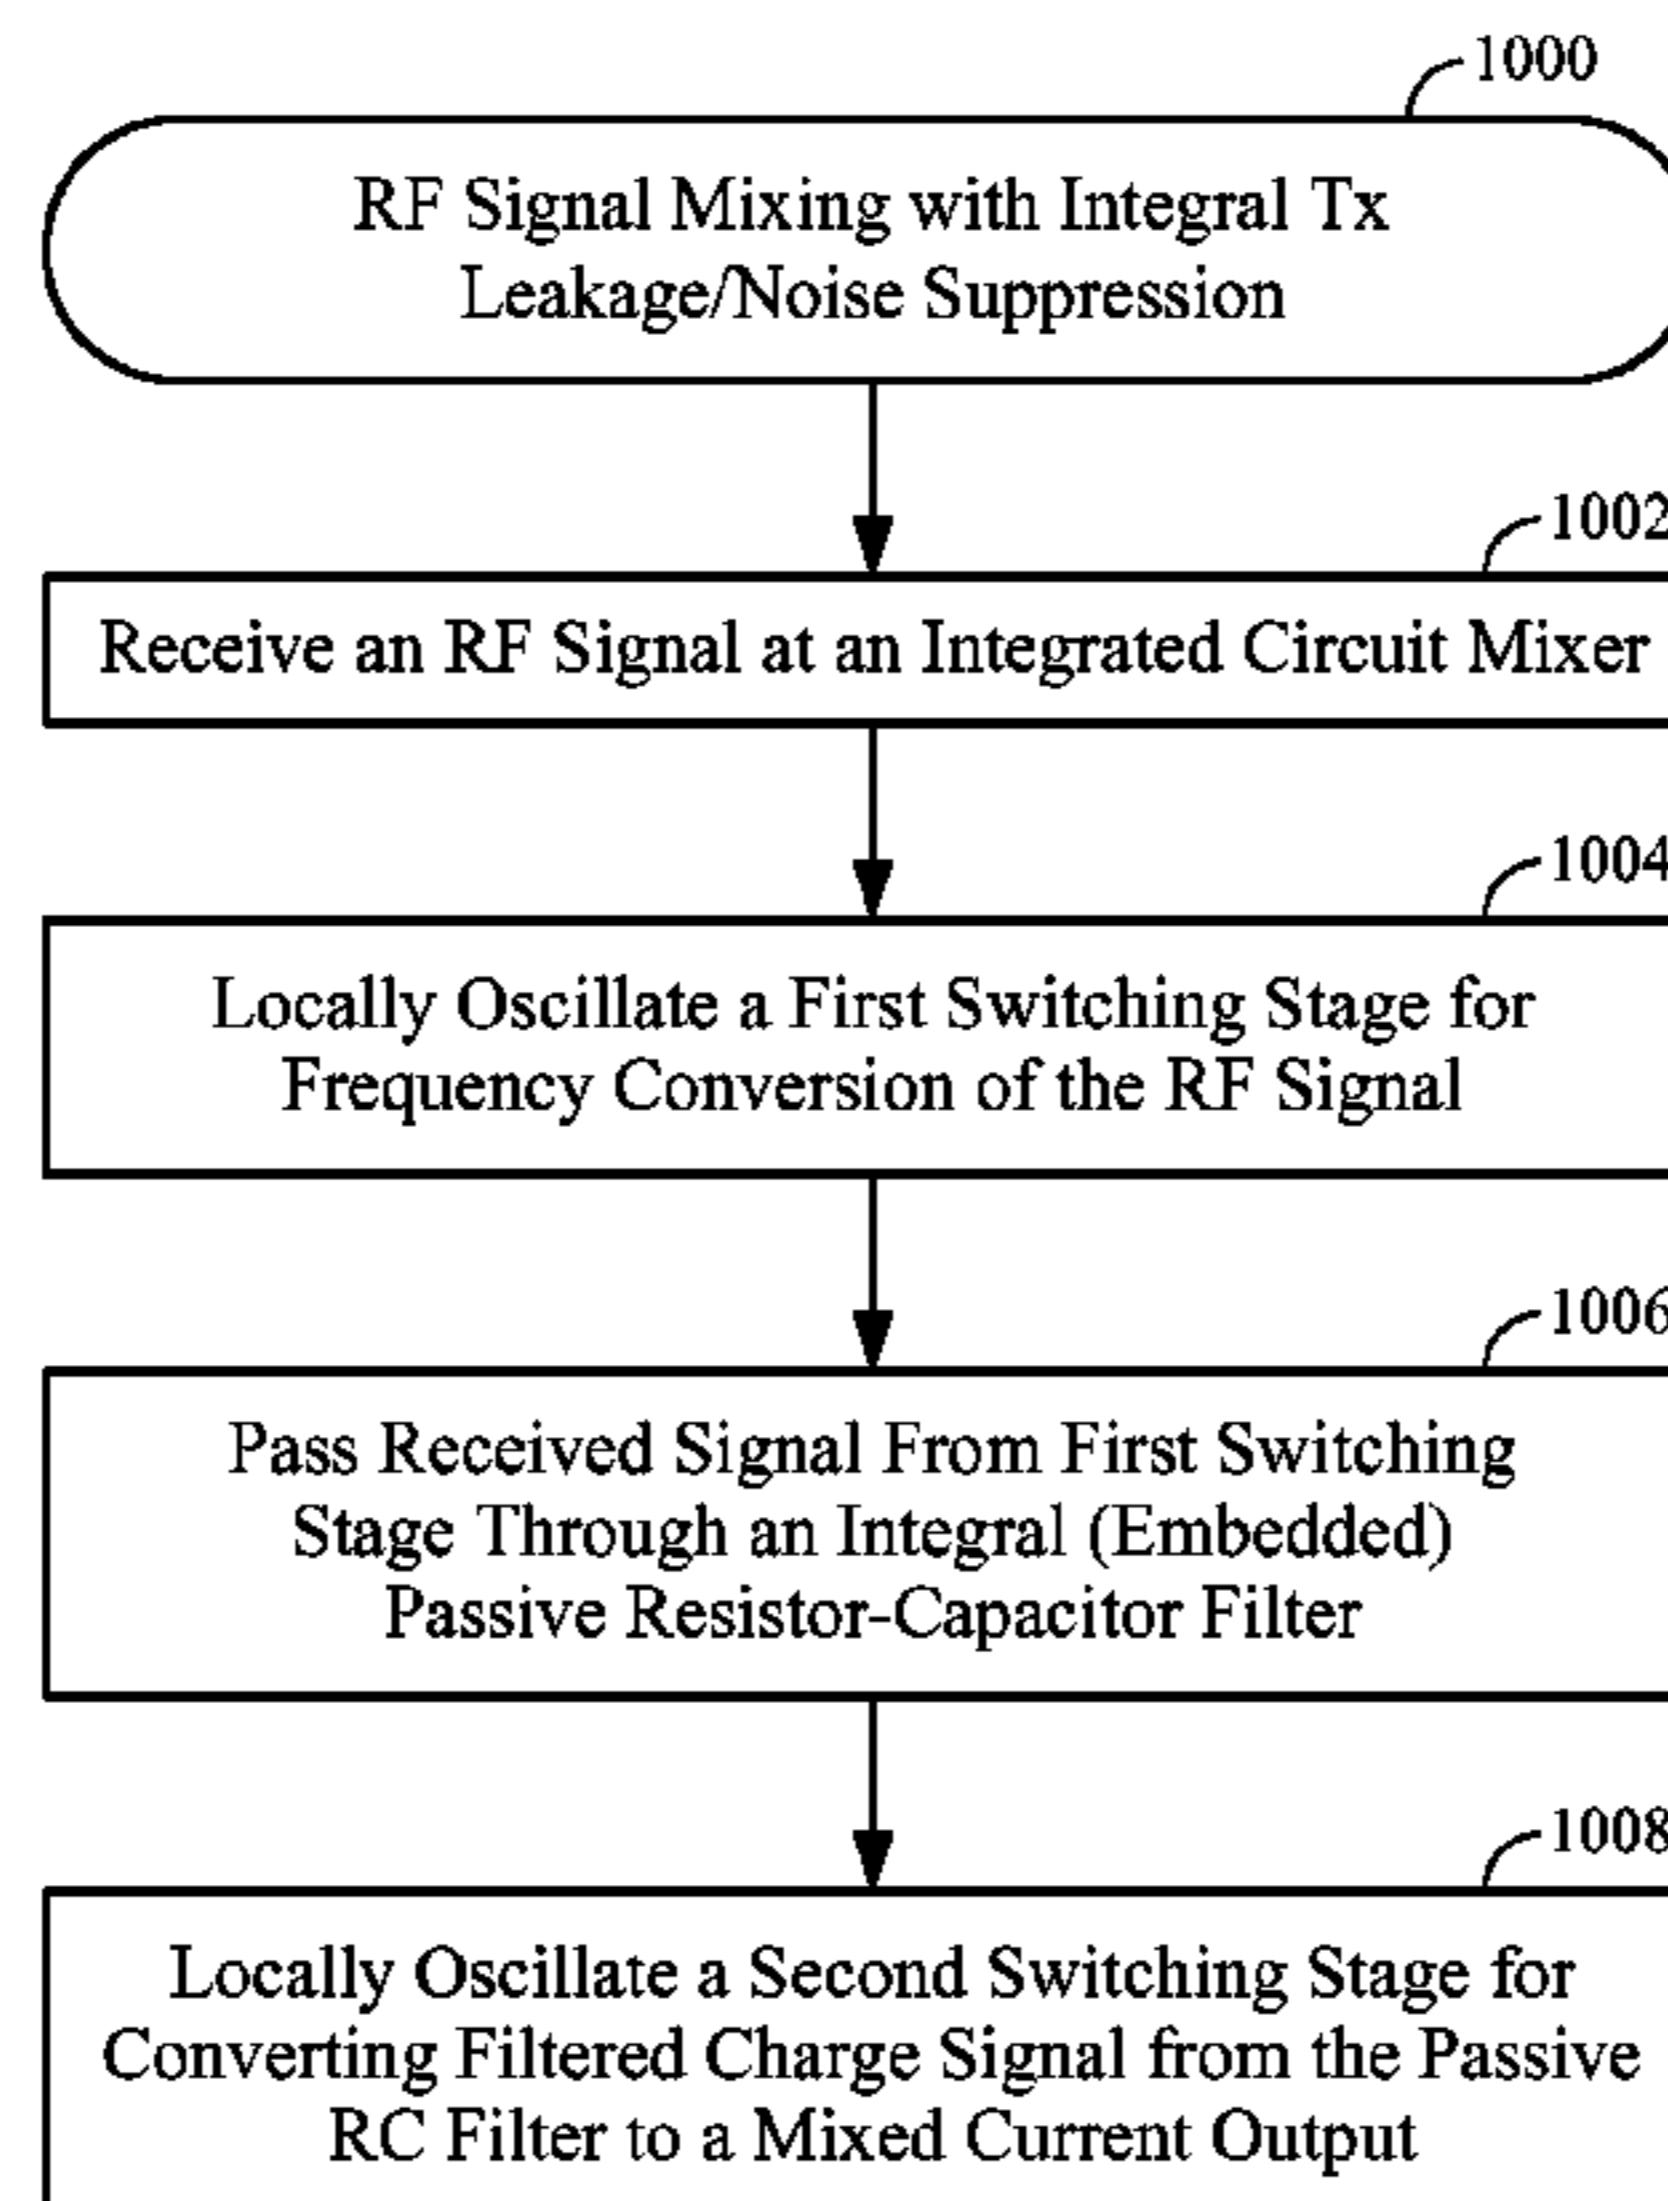 1000
RF Signal Mixing with Integral Tx
Leakage/Noise Suppression
1002
Receive an RF Signal at an Integrated Circuit Mixer
1004
Locally Oscillate a First Switching Stage for
Frequency Conversion of the RF Signal
1006
Pass Received Signal From First Switching
Stage Through an Integral (Embedded)
Passive Resistor-Capacitor Filter
1008
Locally Oscillate a Second Switching Stage for
Converting Filtered Charge Signal from the Passive
RC Filter to a Mixed Current Output